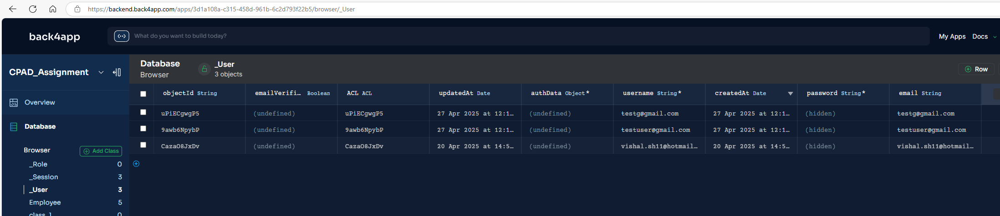 https://backend.back4app.com/apps/3d1a108a-c315-458d-961b-6c2d793f22b5/browser/_User
back4app
What do you want to build today?
My Apps Docs
CPAD_Assignment
Database
Browser
_User
3 objects
Row
objectId String emailVerifi... Boolean ACL ACL updatedAt Date authData Object* username String* createdAt Date password String* email String
uPiECgwgP5 (undefined) uPiECgwgP5 27 Apr 2025 at 12:1... (undefined) testg@gmail.com 27 Apr 2025 at 12:1... (hidden) testg@gmail.com
9awb6NpybP (undefined) 9awb6NpybP 27 Apr 2025 at 12:1... (undefined) testuser@gmail.com 27 Apr 2025 at 12:1... (hidden) testuser@gmail.com
CazaO8JxDv (undefined) CazaO8JxDv 20 Apr 2025 at 14:5... (undefined) vishal.sh11@hotmail... 20 Apr 2025 at 14:5... (hidden) vishal.sh11@hotmail...
Overview
Database
Browser Add Class
_Role 0
_Session 3
_User 3
Employee 5
class_1 0